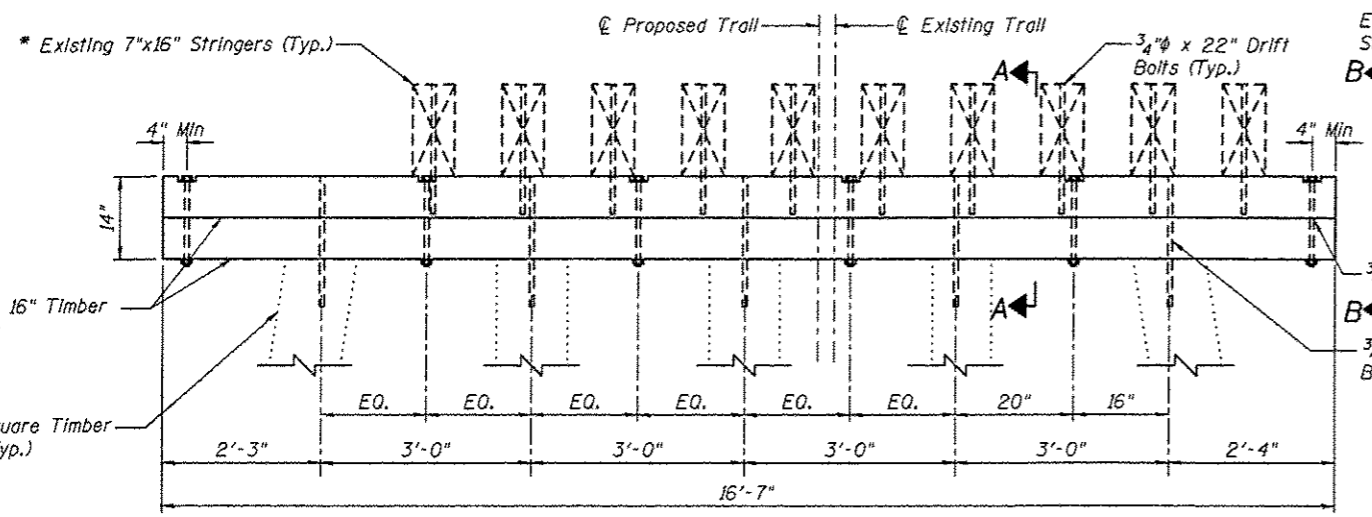 ℄ Proposed Trail
℄ Existing Trail
* Existing 7"x16" Stringers (Typ.)
3/4"ϕ x 22" Drift
Bolts (Typ.)
E
S
A
B
4" Min
4" Min
14"
16" Timber
3
A
B
3
B
EQ.
EQ.
EQ.
EQ.
EQ.
EQ.
20"
16"
uare Timber
yp.)
2'-3"
3'-0"
3'-0"
3'-0"
3'-0"
2'-4"
16'-7"